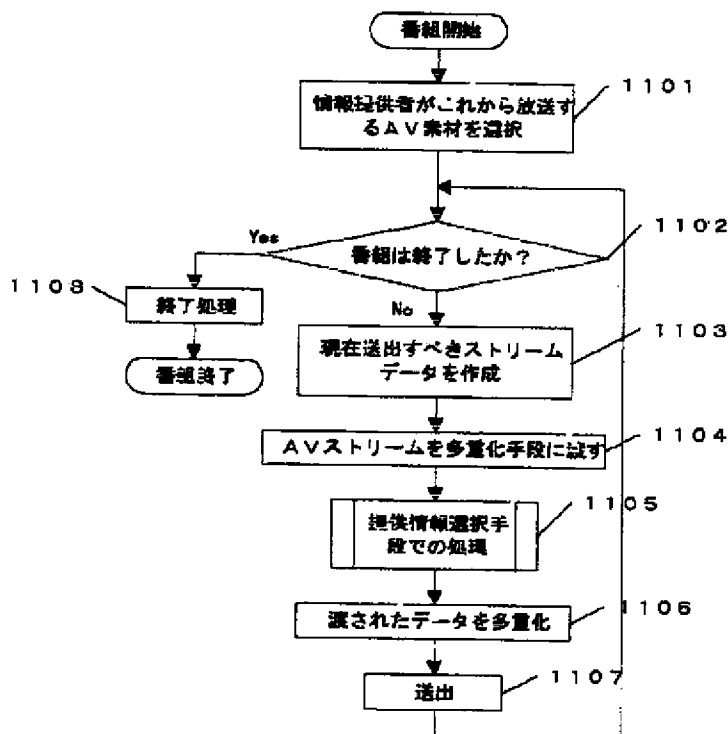 番組開始
1101
情報提供者がこれから放送す
るAV素材を選択
1102
Yes
番組は終了したか？
1108
終了処理
番組終了
No
1103
現在送出すべきストリーム
データを作成
1104
AVストリームを多重化手段に渡す
1105
提供情報選択手
段での処理
1106
渡されたデータを多重化
1107
送出